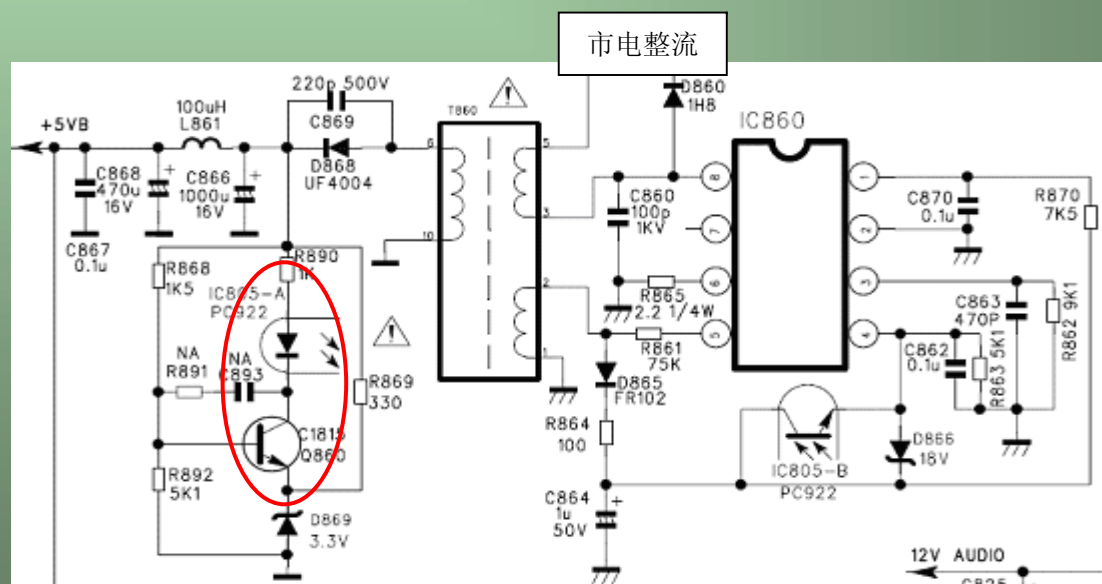 市电整流
220p 500V
C869
100uH
L861
+5VB
D868
UF4004
T860
D860
1H8
IC860
C868
470u
16V
C866
1000u
16V
C867
0.1u
6
10
5
3
2
1
C860
100p
1KV
8
7
6
5
1
2
3
4
C870
0.1u
R870
7K5
R868
1K5
R890
1K
IC805-A
PC922
NA
R891
NA
C893
R869
330
C1815
Q860
R892
5K1
D869
3.3V
R865
2.2 1/4W
R861
75K
D865
FR102
R864
100
C864
1u
50V
C863
470P
R862 9K1
C862
0.1u
R863 5K1
D866
18V
IC805-B
PC922
12V AUDIO
C825